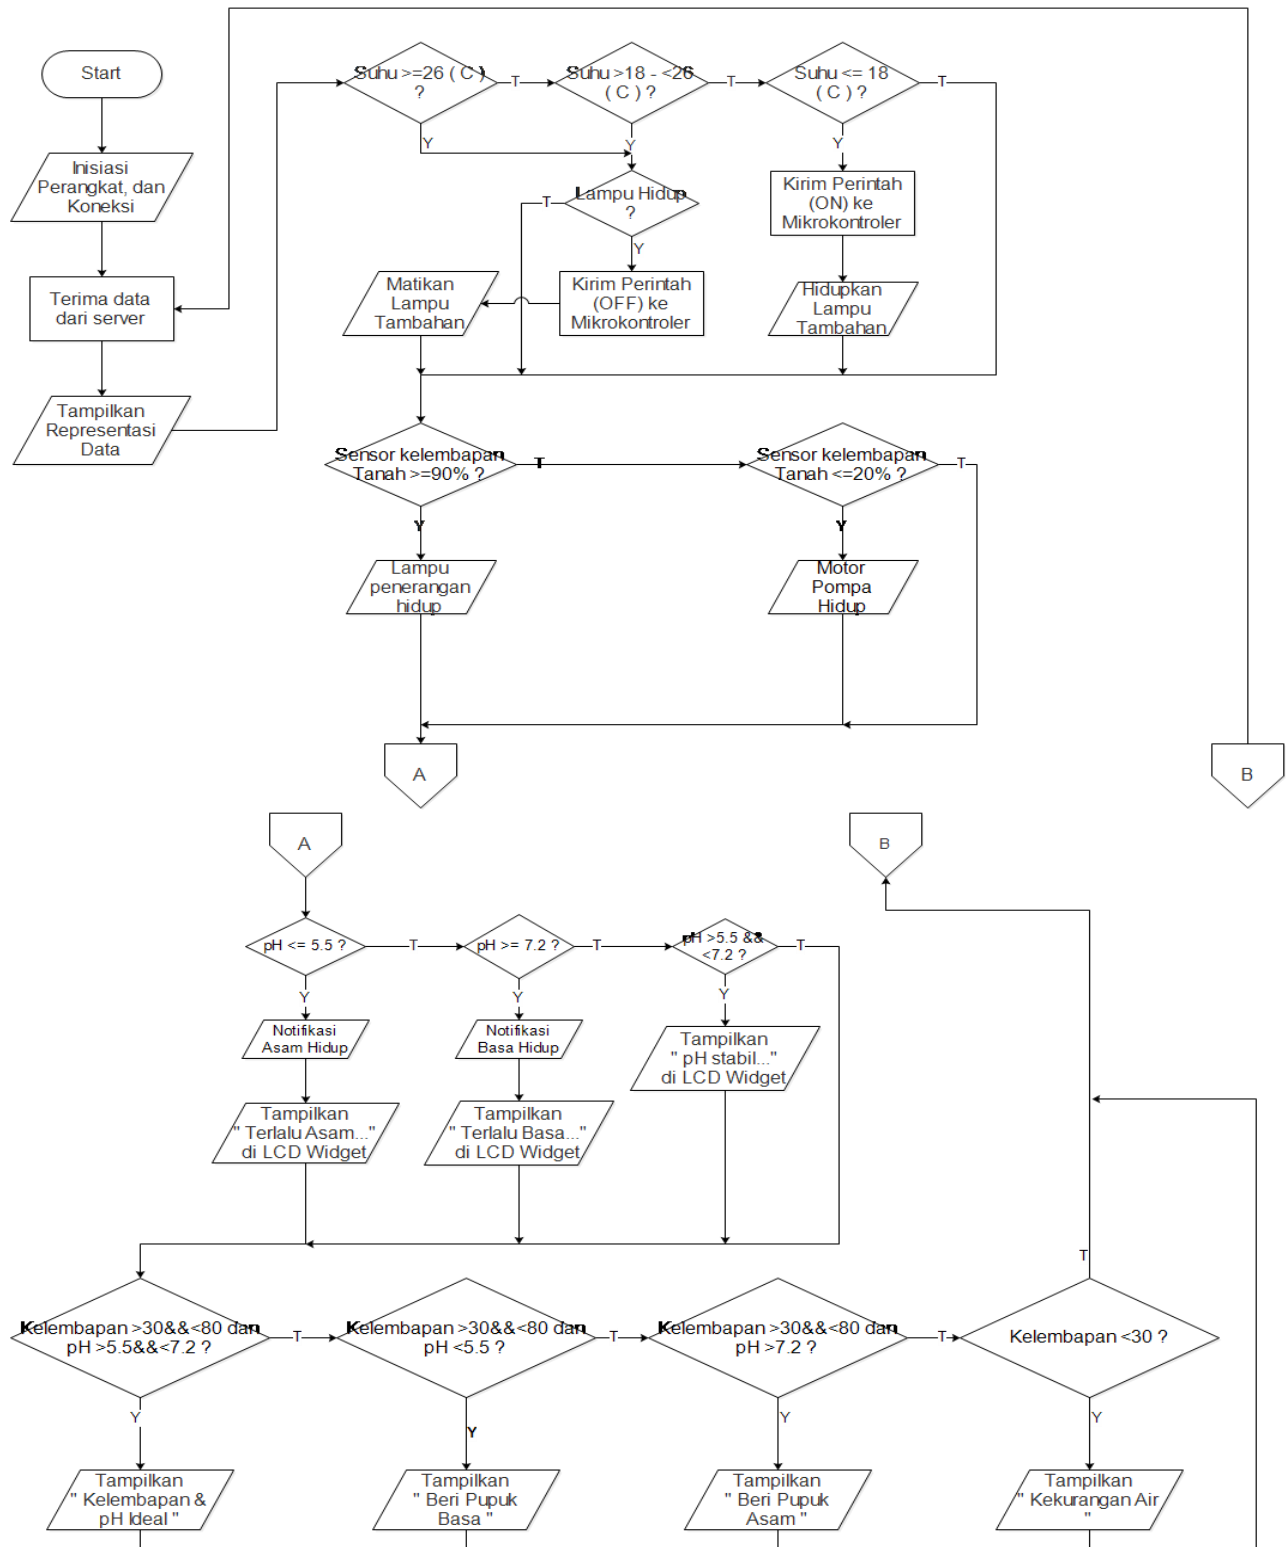 Start
Inisiasi
Perangkat, dan
Koneksi
Terima data
dari server
Tampilkan
Representasi
Data
Suhu >=26 ( C )
?
T
Suhu >18 - <26
( C ) ?
T
Suhu <= 18
( C ) ?
T
Y
Y
Y
Lampu Hidup
?
T
Y
Kirim Perintah
(ON) ke
Mikrokontroler
Matikan
Lampu
Tambahan
Kirim Perintah
(OFF) ke
Mikrokontroler
Hidupkan
Lampu
Tambahan
Sensor kelembapan
Tanah >=90% ?
T
Sensor kelembapan
Tanah <=20% ?
T
Y
Y
Lampu
penerangan
hidup
Motor
Pompa
Hidup
A
B
A
B
pH <= 5.5 ?
T
pH >= 7.2 ?
T
pH >5.5 &&
<7.2 ?
T
Y
Y
Y
Notifikasi
Asam Hidup
Notifikasi
Basa Hidup
Tampilkan
" pH stabil..."
di LCD Widget
Tampilkan
" Terlalu Asam..."
di LCD Widget
Tampilkan
" Terlalu Basa..."
di LCD Widget
T
Kelembapan >30&&<80 dan
pH >5.5&&<7.2 ?
T
Kelembapan >30&&<80 dan
pH <5.5 ?
T
Kelembapan >30&&<80 dan
pH >7.2 ?
T
Kelembapan <30 ?
Y
Y
Y
Y
Tampilkan
" Kelembapan &
pH Ideal "
Tampilkan
" Beri Pupuk
Basa "
Tampilkan
" Beri Pupuk
Asam "
Tampilkan
" Kekurangan Air
"